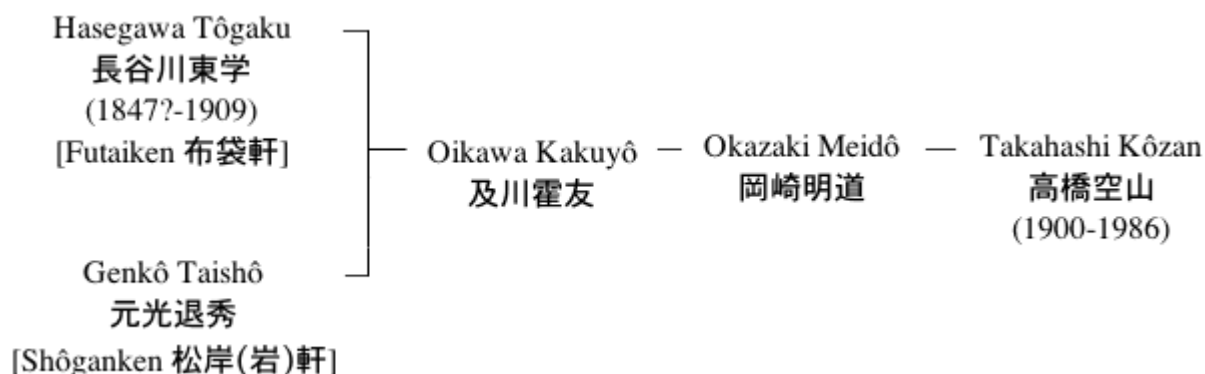 Hasegawa Tôgaku
長谷川東学
(1847?-1909)
[Futaiken 布袋軒]
Oikawa Kakuyô
及川霍友
Okazaki Meidô
岡崎明道
Takahashi Kôzan
高橋空山
(1900-1986)
Genkô Taishô
元光退秀
[Shôganken 松岸(岩)軒]